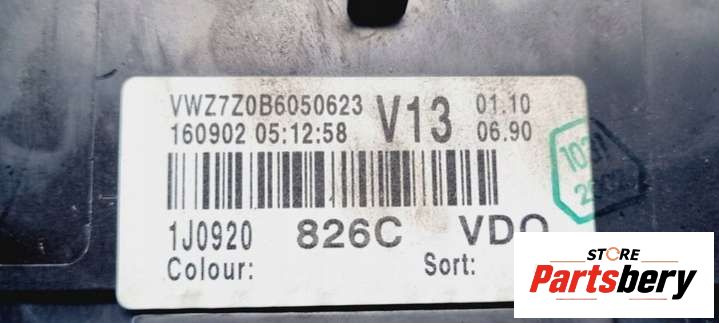 VWZ7Z0B6050623 V13 01.10
160902 05:12:58 06.90
1J0920 826C VDO
Colour: Sort:
STORE
Partsbery